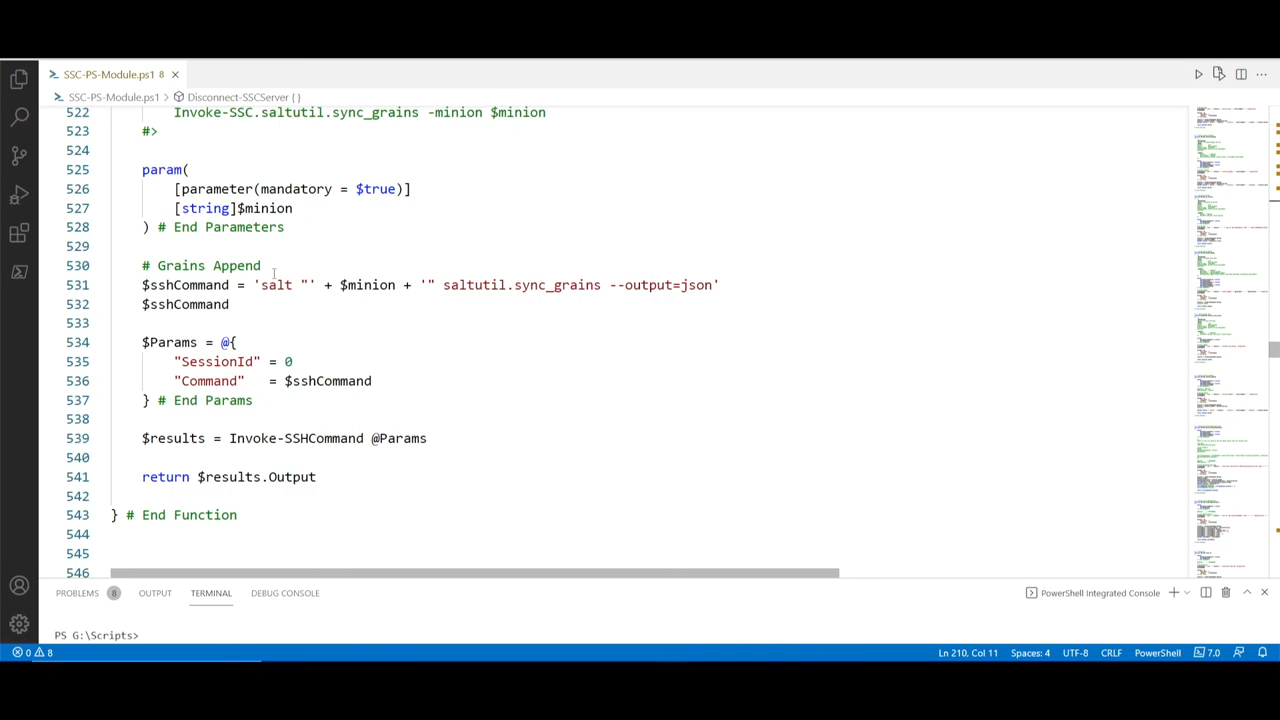 SSC-PS-Module.ps1 8
SSC-PS-Module.ps1 > Disconnect-SSCServer { }
522 Invoke-SSC.saltutil.sync_grains -minion $minion
523 #>
524
525 param(
526 [parameter(mandatory = $true)]
527 [string]$minion
528 ) # End Parameters
529
530 # Grains Append
531 $sshCommand = 'salt "' + $minion + '" saltutil.sync_grains --output=json'
532 $sshCommand
533
534 $Params = @{
535 "SessionId" = 0
536 "Command" = $sshCommand
537 } # End Params
538
539 $results = Invoke-SSHCommand @Params
540
541 return $results.Output
542
543 } # End Function
544
545
546
PROBLEMS 8 OUTPUT TERMINAL DEBUG CONSOLE PowerShell Integrated Console
PS G:\Scripts>
0 8 Ln 210, Col 11 Spaces: 4 UTF-8 CRLF PowerShell 7.0